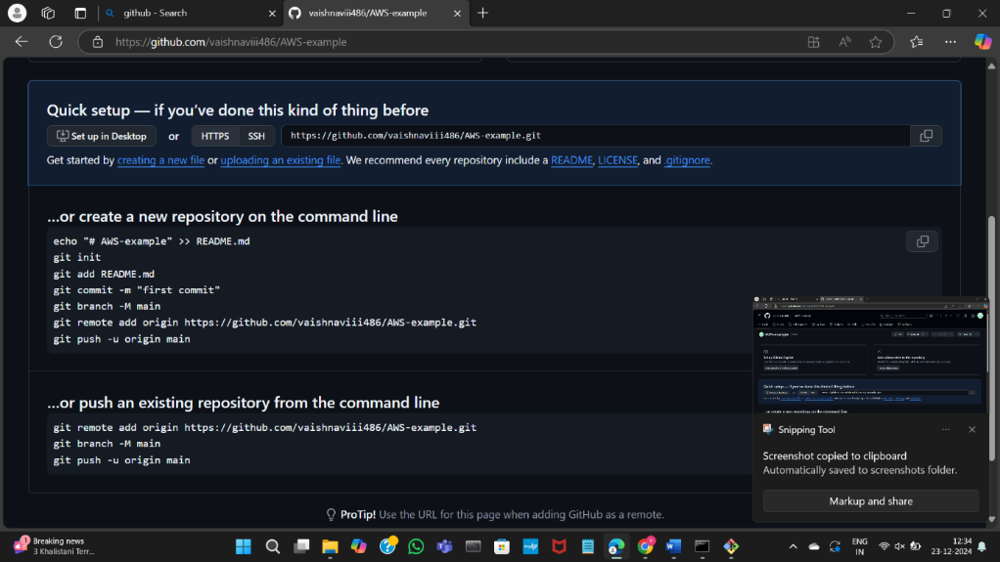 github - Search
vaishnaviii486/AWS-example
https://github.com/vaishnaviii486/AWS-example
Quick setup — if you've done this kind of thing before
Set up in Desktop or HTTPS SSH https://github.com/vaishnaviii486/AWS-example.git
Get started by creating a new file or uploading an existing file. We recommend every repository include a README, LICENSE, and .gitignore.
…or create a new repository on the command line
echo "# AWS-example" >> README.md
git init
git add README.md
git commit -m "first commit"
git branch -M main
git remote add origin https://github.com/vaishnaviii486/AWS-example.git
git push -u origin main
…or push an existing repository from the command line
git remote add origin https://github.com/vaishnaviii486/AWS-example.git
git branch -M main
git push -u origin main
ProTip! Use the URL for this page when adding GitHub as a remote.
Snipping Tool
Screenshot copied to clipboard
Automatically saved to screenshots folder.
Markup and share
Breaking news
3 Khalistani Terr...
ENG
IN
12:34
23-12-2024